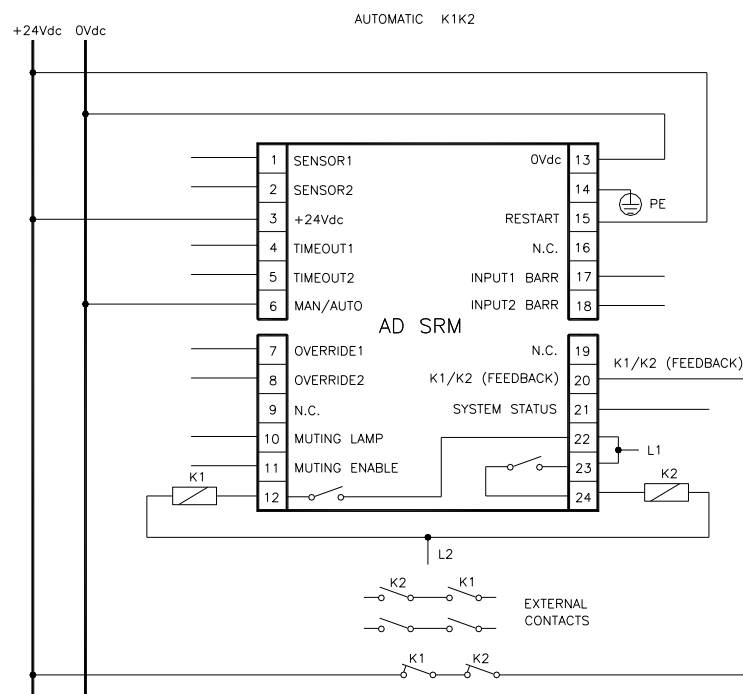 AUTOMATIC K1K2
+24Vdc 0Vdc
1 SENSOR1
2 SENSOR2
3 +24Vdc
4 TIMEOUT1
5 TIMEOUT2
6 MAN/AUTO
0Vdc 13
14 PE
RESTART 15
N.C. 16
INPUT1 BARR 17
INPUT2 BARR 18
AD SRM
7 OVERRIDE1
8 OVERRIDE2
9 N.C.
10 MUTING LAMP
11 MUTING ENABLE
12
N.C. 19
K1/K2 (FEEDBACK) 20
K1/K2 (FEEDBACK)
SYSTEM STATUS 21
22
23
24
L1
K1
K2
L2
K2 K1
EXTERNAL
CONTACTS
K1 K2